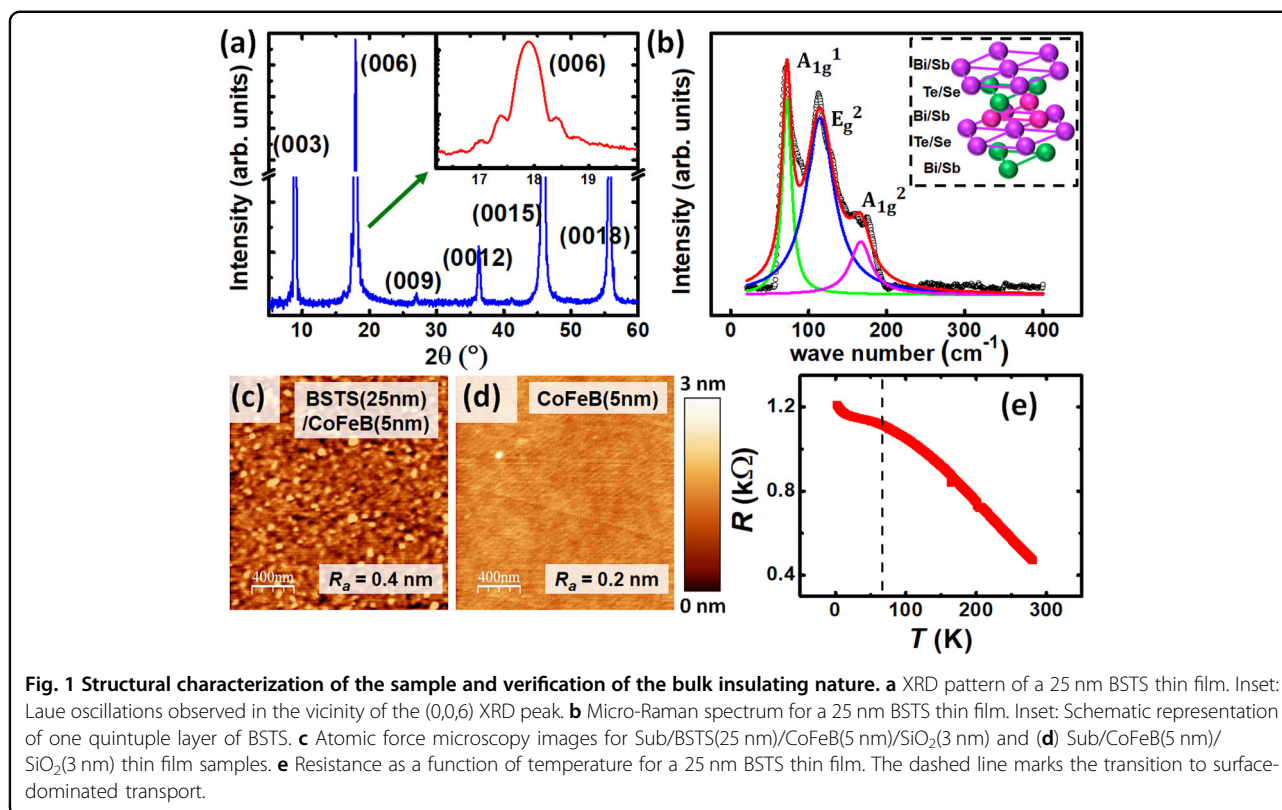 (a)
(006)
(006)
(003)
17 18 19
(0015)
(0018)
(0012)
(009)
Intensity (arb. units)
10 20 30 40 50 60
2θ (°)
(b)
A1g1
Eg2
A1g2
Bi/Sb
Te/Se
Bi/Sb
Te/Se
Bi/Sb
Intensity (arb. units)
0 100 200 300 400
wave number (cm-1)
(c)
BSTS(25nm)
/CoFeB(5nm)
400nm
Ra = 0.4 nm
(d)
CoFeB(5nm)
400nm
Ra = 0.2 nm
3 nm
0 nm
(e)
R (kΩ)
1.2
0.8
0.4
0 100 200 300
T (K)
Fig. 1 Structural characterization of the sample and verification of the bulk insulating nature. a XRD pattern of a 25 nm BSTS thin film. Inset:
Laue oscillations observed in the vicinity of the (0,0,6) XRD peak. b Micro-Raman spectrum for a 25 nm BSTS thin film. Inset: Schematic representation
of one quintuple layer of BSTS. c Atomic force microscopy images for Sub/BSTS(25 nm)/CoFeB(5 nm)/SiO2(3 nm) and (d) Sub/CoFeB(5 nm)/
SiO2(3 nm) thin film samples. e Resistance as a function of temperature for a 25 nm BSTS thin film. The dashed line marks the transition to surface-
dominated transport.